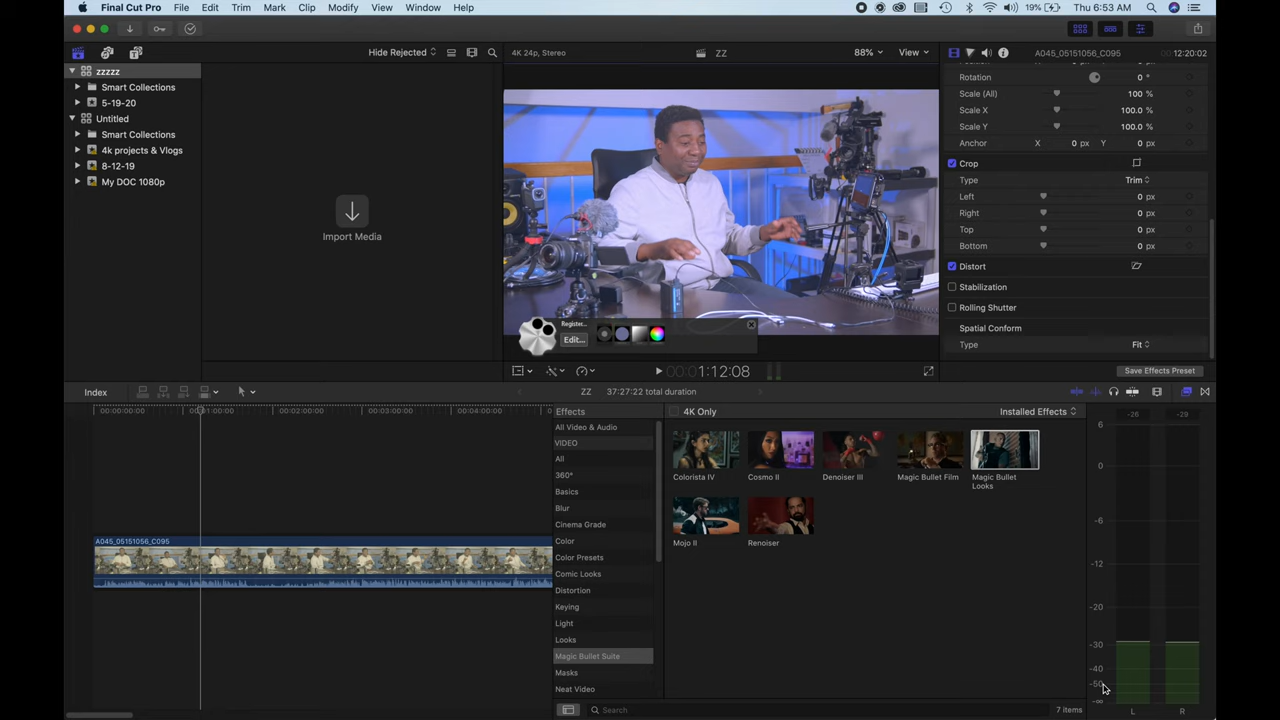 Final Cut Pro File Edit Trim Mark Clip Modify View Window Help 19% Thu 6:53 AM
Hide Rejected 4K 24p, Stereo ZZ 88% View A045_05151056_C095 12:20:02
zzzzz
Smart Collections
5-19-20
Untitled
Smart Collections
4k projects & Vlogs
8-12-19
My DOC 1080p
Import Media
Register...
Edit...
Rotation 0 °
Scale (All) 100 %
Scale X 100.0 %
Scale Y 100.0 %
Anchor X 0 px Y 0 px
Crop
Type Trim
Left 0 px
Right 0 px
Top 0 px
Bottom 0 px
Distort
Stabilization
Rolling Shutter
Spatial Conform
Type Fit
00:00:01:12:08
Save Effects Preset
Index ZZ 37:27:22 total duration
00:00:00:00 00:01:00:00 00:02:00:00 00:03:00:00 00:04:00:00
A045_05151056_C095
Effects
All Video & Audio
VIDEO
All
360°
Basics
Blur
Cinema Grade
Color
Color Presets
Comic Looks
Distortion
Keying
Light
Looks
Magic Bullet Suite
Masks
Neat Video
4K Only Installed Effects
Colorista IV Cosmo II Denoiser III Magic Bullet Film Magic Bullet
Looks
Mojo II Renoiser
Search 7 items
-26 -29
6
0
-6
-12
-20
-30
-40
-50
-∞
L R